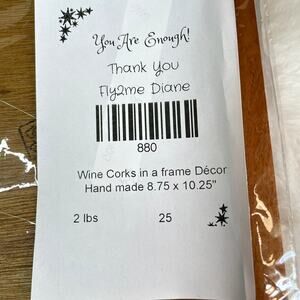 You Are Enough!
Thank You
Fly2me Diane
880
Wine Corks in a frame Décor
Hand made 8.75 x 10.25"
2 lbs 25